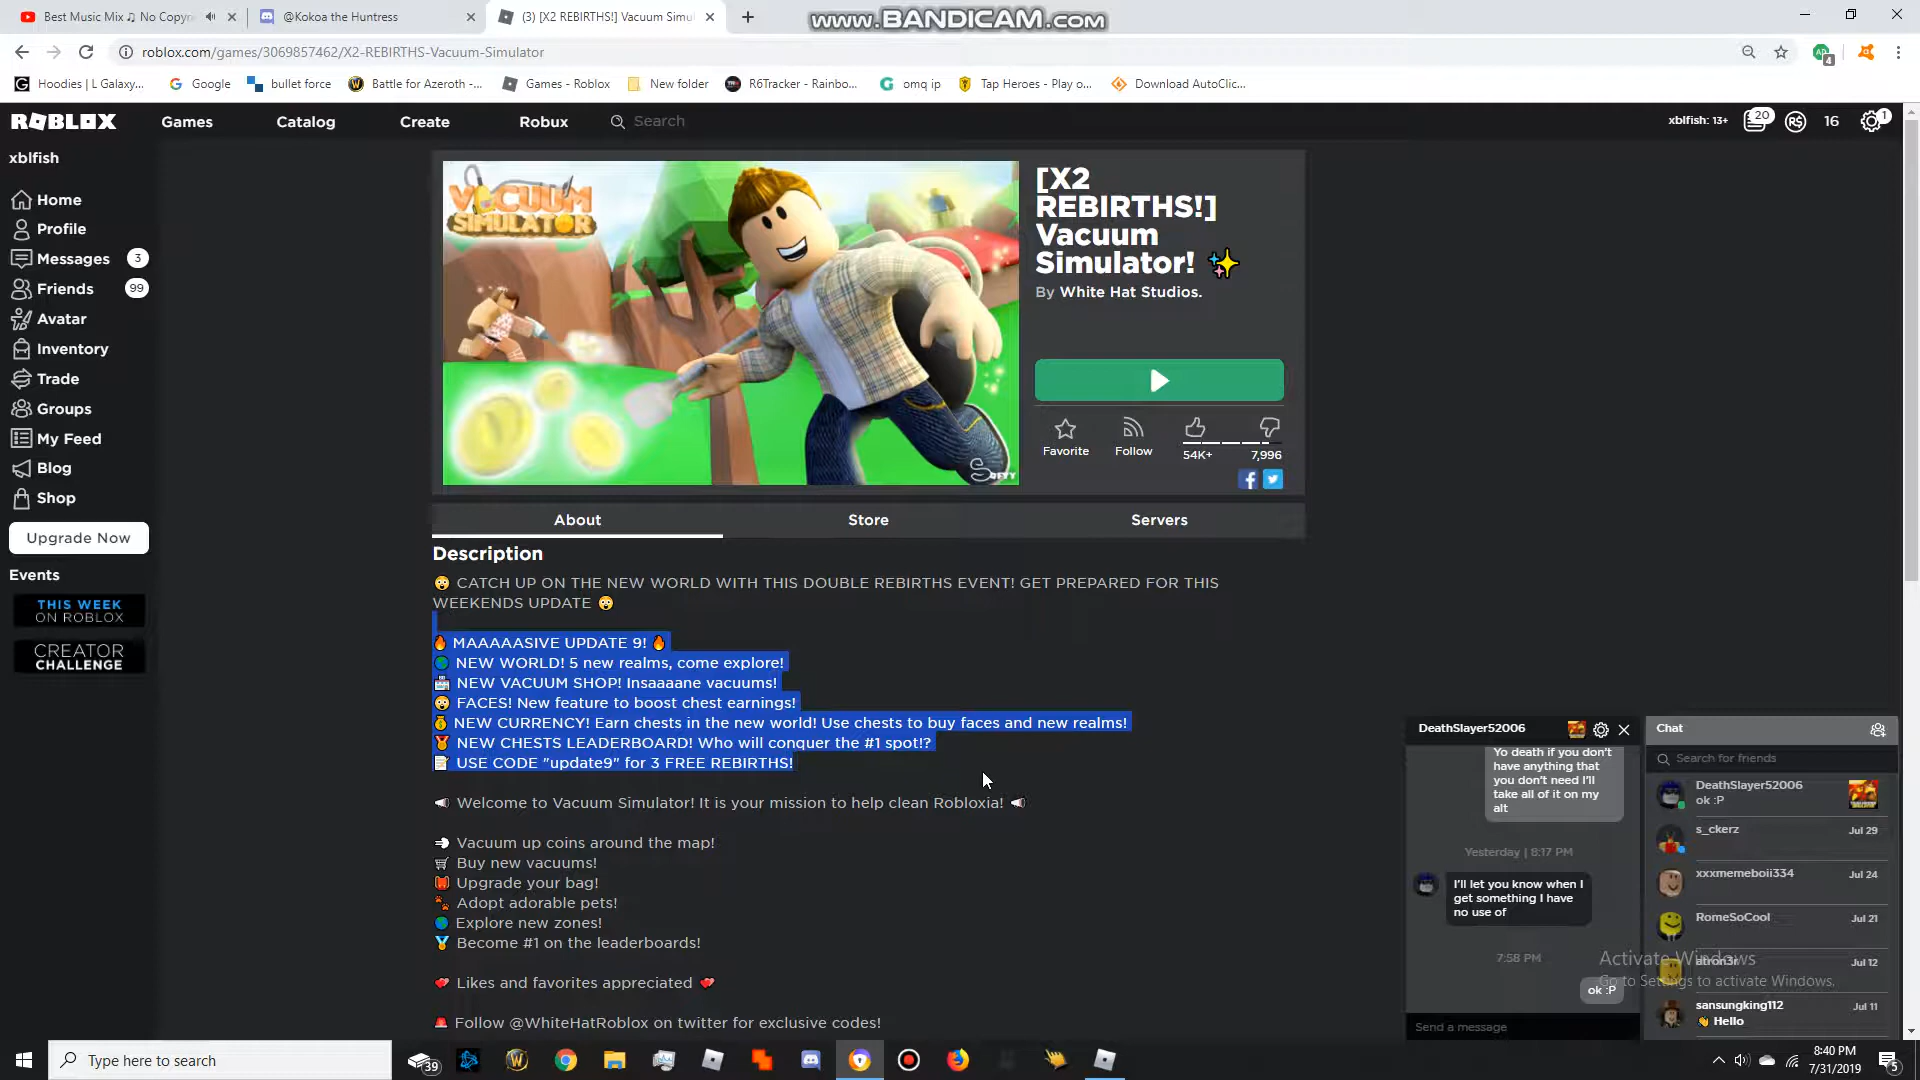 Best Music Mix ♫ No Copyr
@Kokoa the Huntress
(3) [X2 REBIRTHS!] Vacuum Simu
www.BANDICAM.com
roblox.com/games/3069857462/X2-REBIRTHS-Vacuum-Simulator
4
Hoodies | L Galaxy...
Google
bullet force
Battle for Azeroth -...
Games - Roblox
New folder
R6Tracker - Rainbo...
omq ip
Tap Heroes - Play o...
Download AutoClic...
ROBLOX
Games
Catalog
Create
Robux
Search
xblfish: 13+
20
16
1
xblfish
Home
Profile
Messages
3
Friends
99
Avatar
Inventory
Trade
Groups
My Feed
Blog
Shop
Upgrade Now
Events
THIS WEEK
ON ROBLOX
CREATOR
CHALLENGE
VACUUM
SIMULATOR
[X2
REBIRTHS!]
Vacuum
Simulator! ✨
By White Hat Studios.
Favorite
Follow
54K+
7,996
About
Store
Servers
Description
😳 CATCH UP ON THE NEW WORLD WITH THIS DOUBLE REBIRTHS EVENT! GET PREPARED FOR THIS
WEEKENDS UPDATE 😳
🔥 MAAAAASIVE UPDATE 9! 🔥
🌎 NEW WORLD! 5 new realms, come explore!
🏪 NEW VACUUM SHOP! Insaaaane vacuums!
😳 FACES! New feature to boost chest earnings!
💰 NEW CURRENCY! Earn chests in the new world! Use chests to buy faces and new realms!
🏅 NEW CHESTS LEADERBOARD! Who will conquer the #1 spot!?
📝 USE CODE "update9" for 3 FREE REBIRTHS!
📢 Welcome to Vacuum Simulator! It is your mission to help clean Robloxia! 📢
Vacuum up coins around the map!
🛒 Buy new vacuums!
🎒 Upgrade your bag!
🐾 Adopt adorable pets!
🌎 Explore new zones!
🏅 Become #1 on the leaderboards!
💕 Likes and favorites appreciated 💕
🚨 Follow @WhiteHatRoblox on twitter for exclusive codes!
DeathSlayer52006
Yo death if you don't
have anything that
you don't need I'll
take all of it on my
alt
Yesterday | 8:17 PM
I'll let you know when I
get something I have
no use of
7:58 PM
ok :P
Send a message
Chat
Search for friends
DeathSlayer52006
ok :P
s_ckerz
Jul 29
xxxmemeboii334
Jul 24
RomeSoCool
Jul 21
Jul 12
sansungking112
Jul 11
👋 Hello
Activate Windows
Go to Settings to activate Windows.
Type here to search
39
8:40 PM
7/31/2019
5